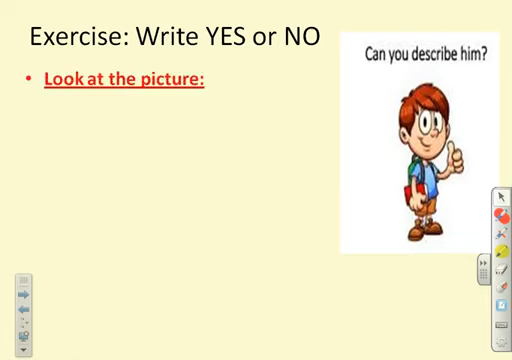 Exercise: Write YES or NO
• Look at the picture:
Can you describe him?